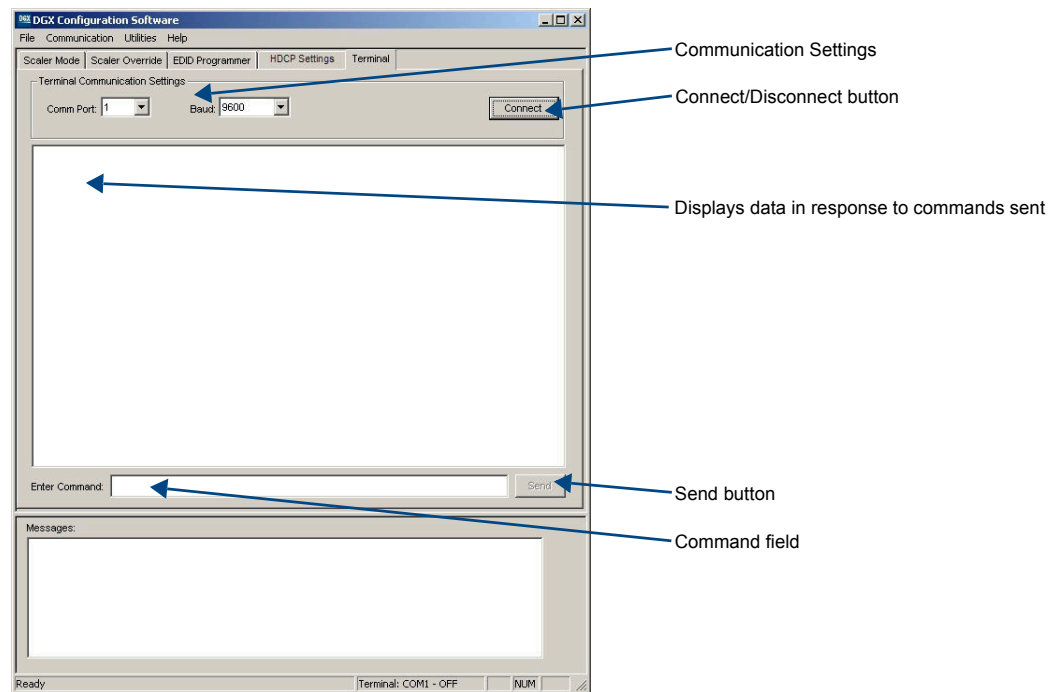 DGX DGX Configuration Software
File Communication Utilities Help
Scaler Mode Scaler Override EDID Programmer HDCP Settings Terminal
Terminal Communication Settings
Comm Port: 1 Baud: 9600 Connect
Enter Command: Send
Messages:
Ready Terminal: COM1 - OFF NUM
Communication Settings
Connect/Disconnect button
Displays data in response to commands sent
Send button
Command field